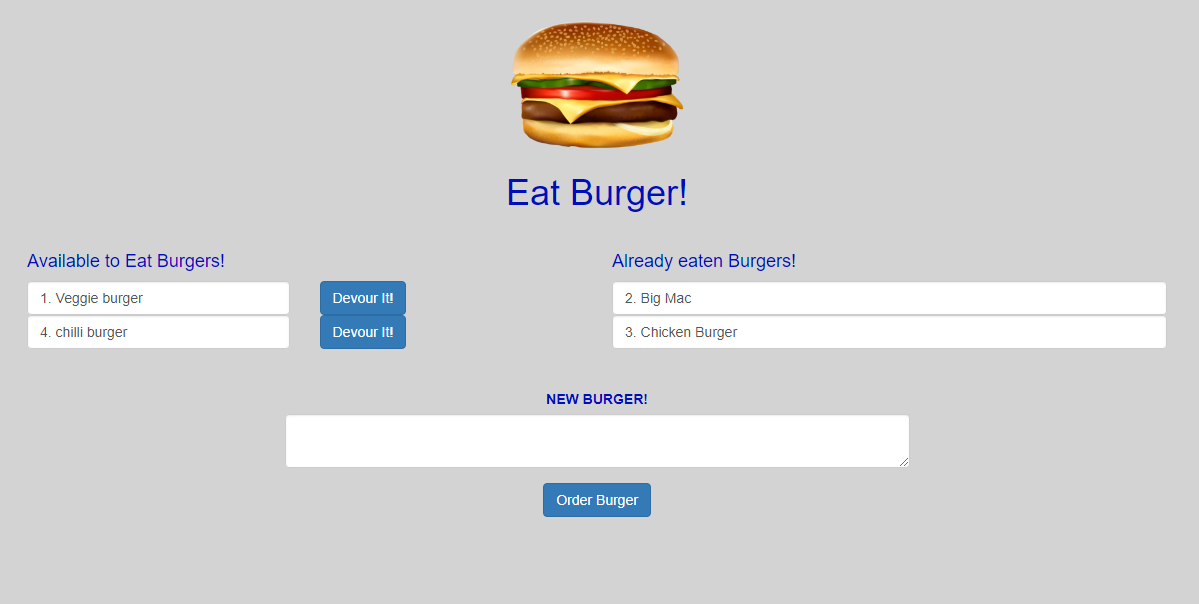 Eat Burger!
Available to Eat Burgers!
1. Veggie burger
Devour It!
4. chilli burger
Devour It!
Already eaten Burgers!
2. Big Mac
3. Chicken Burger
NEW BURGER!
Order Burger